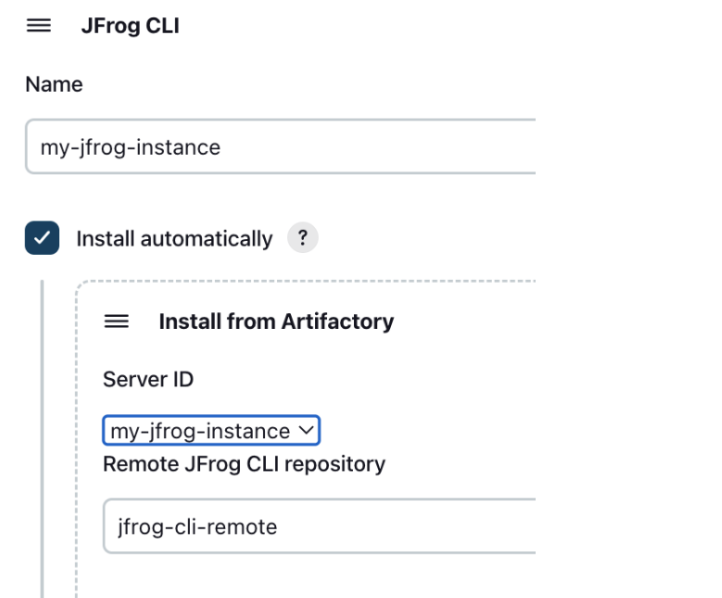 JFrog CLI
Name
my-jfrog-instance
Install automatically ?
Install from Artifactory
Server ID
my-jfrog-instance
Remote JFrog CLI repository
jfrog-cli-remote